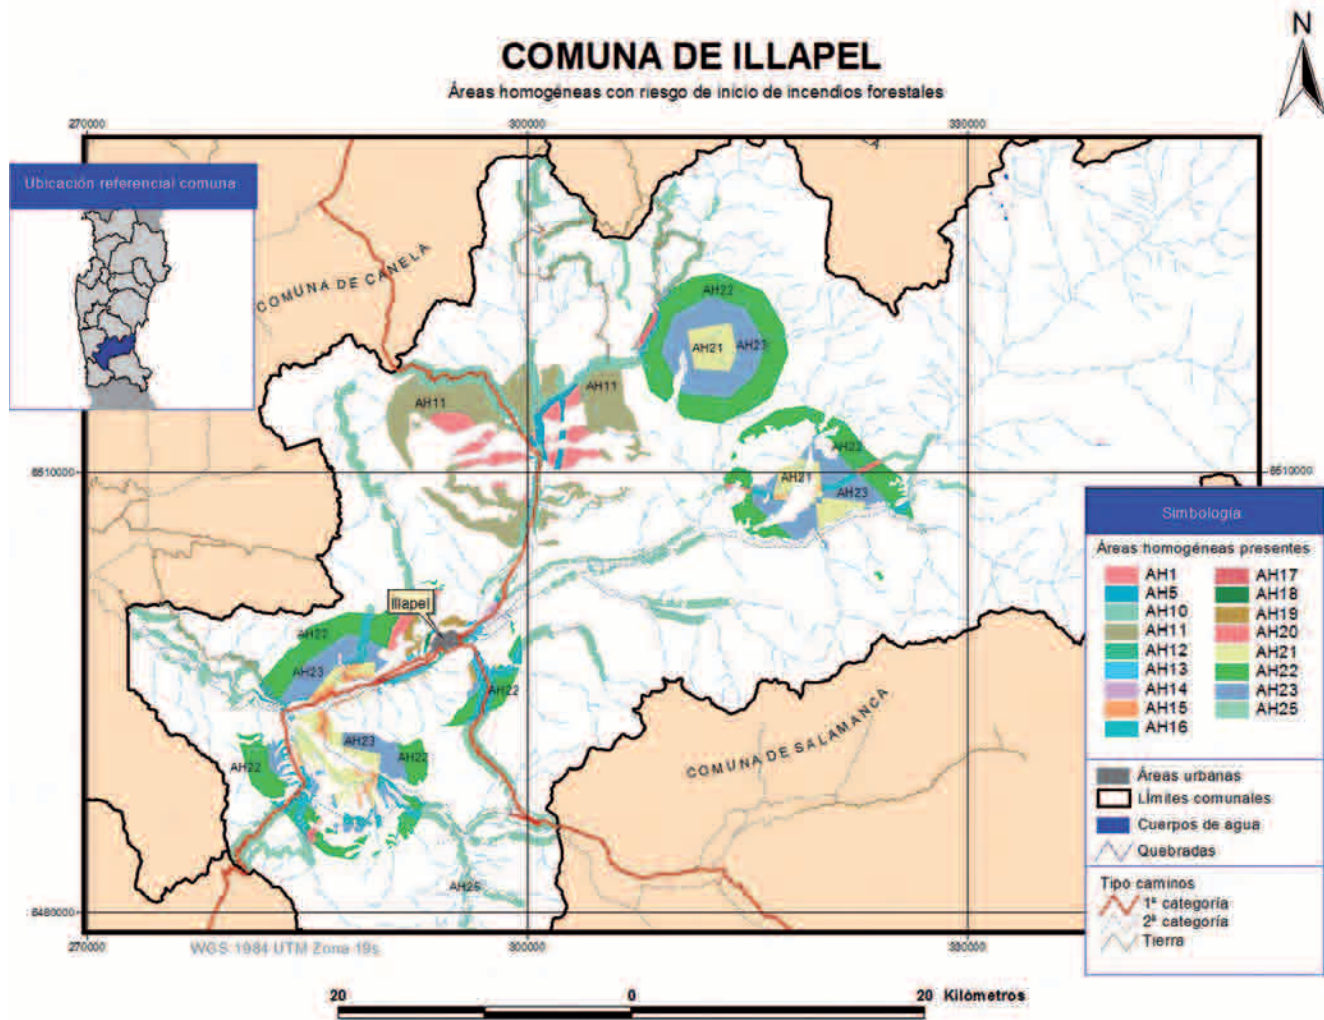 N
COMUNA DE ILLAPEL
Áreas homogéneas con riesgo de inicio de incendios forestales
270000
300000
330000
Ubicación referencial comuna
COMUNA DE CANELA
AH22
AH21
AH23
AH11
AH11
AH22
AH21
AH23
6510000
6510000
Illapel
AH22
AH23
AH22
AH23
AH22
AH22
COMUNA DE SALAMANCA
AH25
6480000
270000
300000
330000
WGS 1984 UTM Zona 19s
Simbología
Áreas homogéneas presentes
AH1
AH5
AH10
AH11
AH12
AH13
AH14
AH15
AH16
AH17
AH18
AH19
AH20
AH21
AH22
AH23
AH25
Áreas urbanas
Límites comunales
Cuerpos de agua
Quebradas
Tipo caminos
1ª categoría
2ª categoría
Tierra
20 0 20 Kilómetros